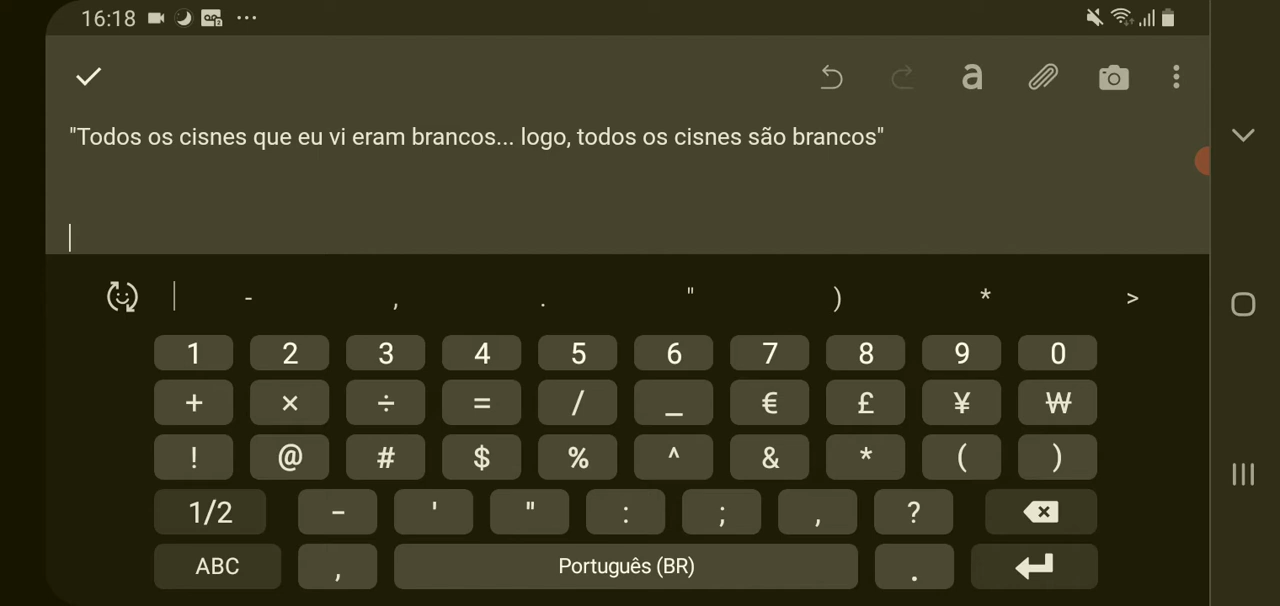 16:18
"Todos os cisnes que eu vi eram brancos... logo, todos os cisnes são brancos"
- , . " ) * >
1 2 3 4 5 6 7 8 9 0
+ × ÷ = / _ € £ ¥ ₩
! @ # $ % ^ & * ( )
1/2 - ' " : ; , ?
ABC , Português (BR) .